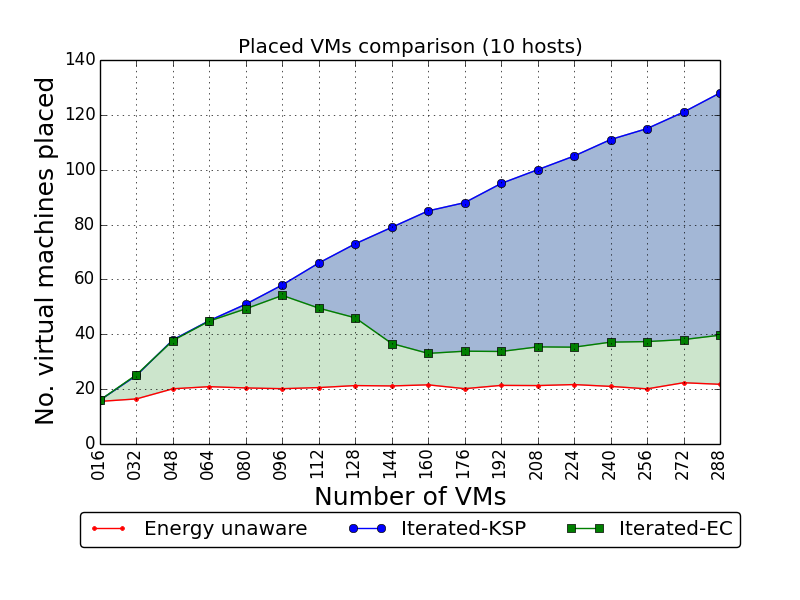 Placed VMs comparison (10 hosts)
No. virtual machines placed
140
120
100
80
60
40
20
0
016 032 048 064 080 096 112 128 144 160 176 192 208 224 240 256 272 288
Number of VMs
Energy unaware Iterated-KSP Iterated-EC